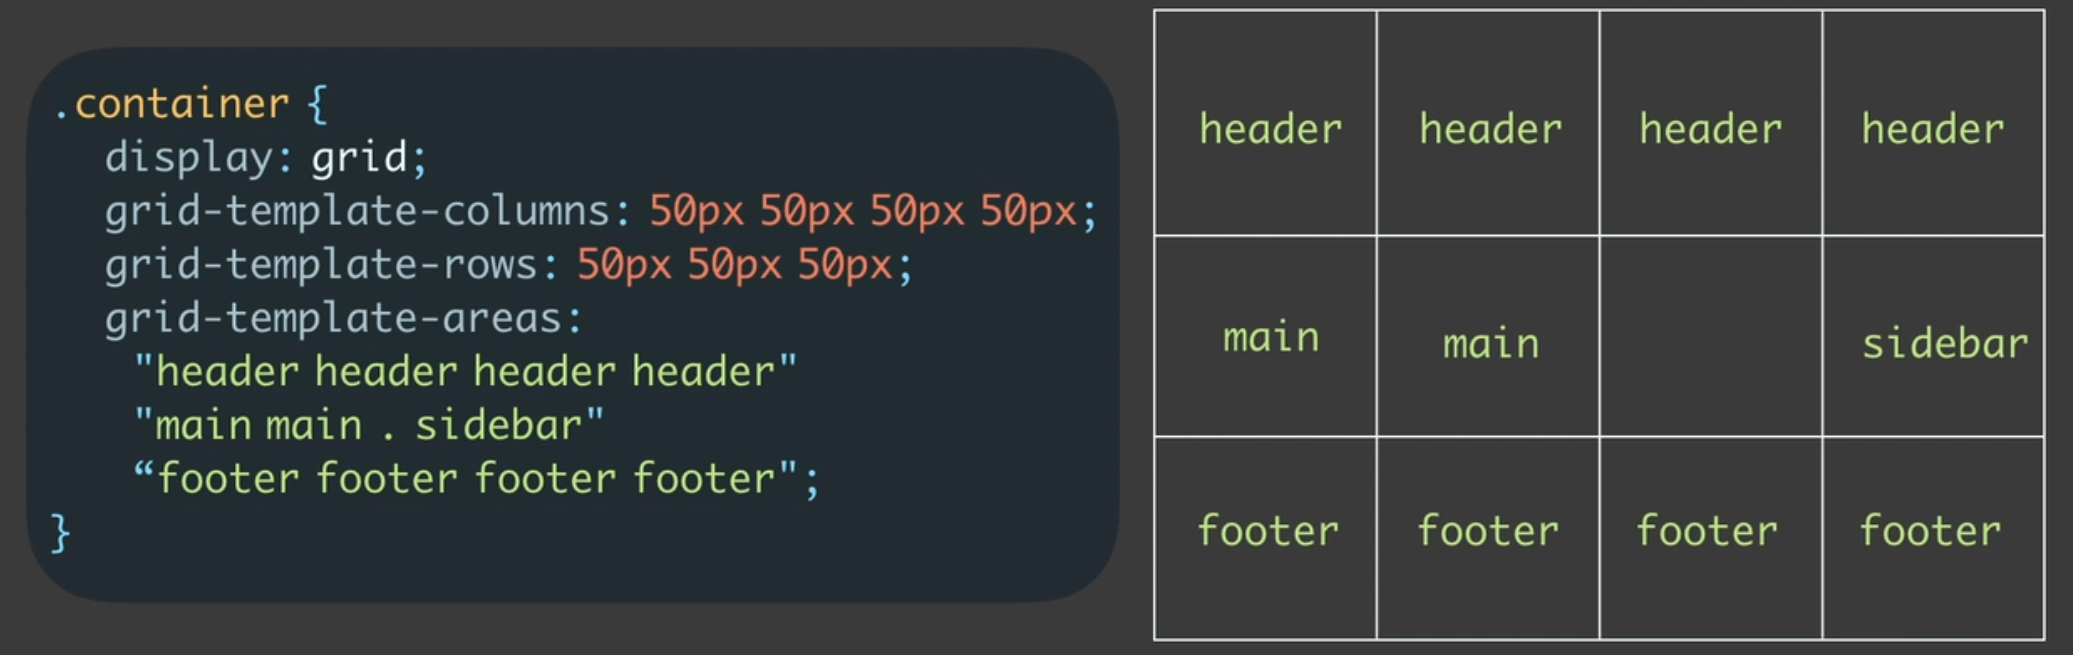 .container {
display: grid;
grid-template-columns: 50px 50px 50px 50px;
grid-template-rows: 50px 50px 50px;
grid-template-areas:
"header header header header"
"main main . sidebar"
“footer footer footer footer";
}
header header header header
main main sidebar
footer footer footer footer